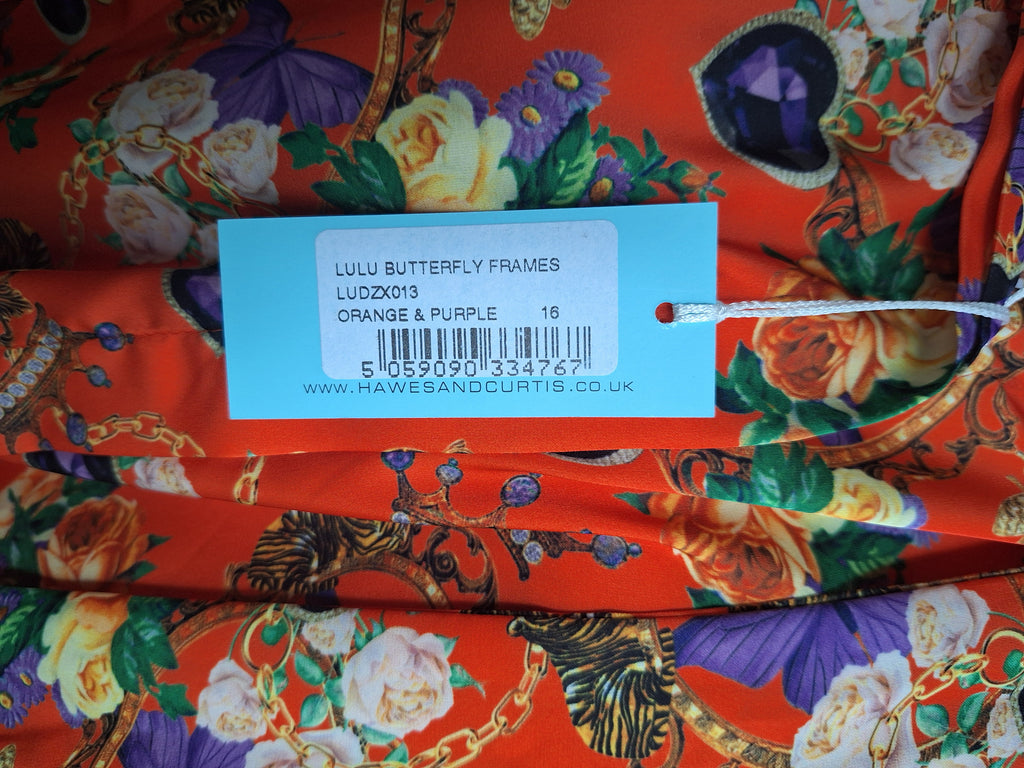 LULU BUTTERFLY FRAMES
LUDZX013
ORANGE & PURPLE 16
5 059090 334767
WWW.HAWESANDCURTIS.CO.UK